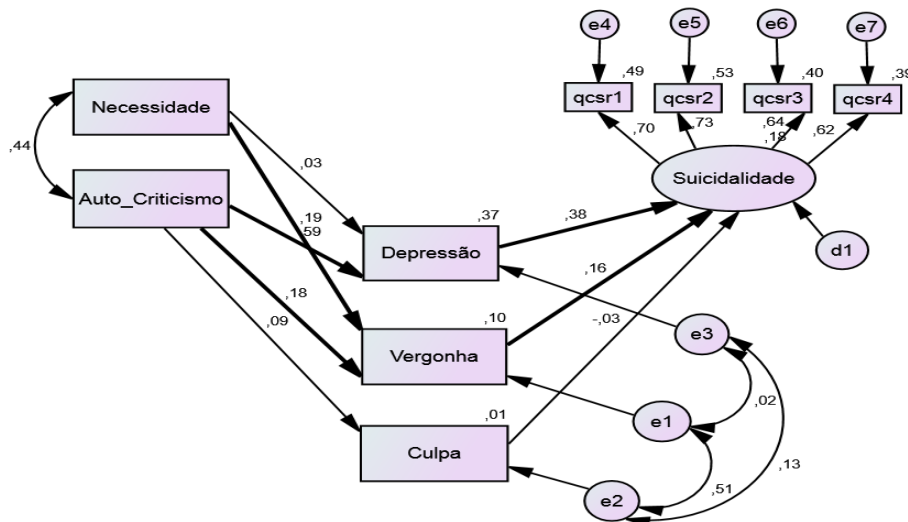 e4
e5
e6
e7
,49
,53
,40
,39
qcsr1
qcsr2
qcsr3
qcsr4
,70
,73
,64
,62
,18
Suicidalidade
d1
Necessidade
,44
Auto_Criticismo
,03
,19
,59
,37
Depressão
,38
,18
,09
,16
,10
Vergonha
-,03
e3
,02
,01
e1
Culpa
,13
e2
,51